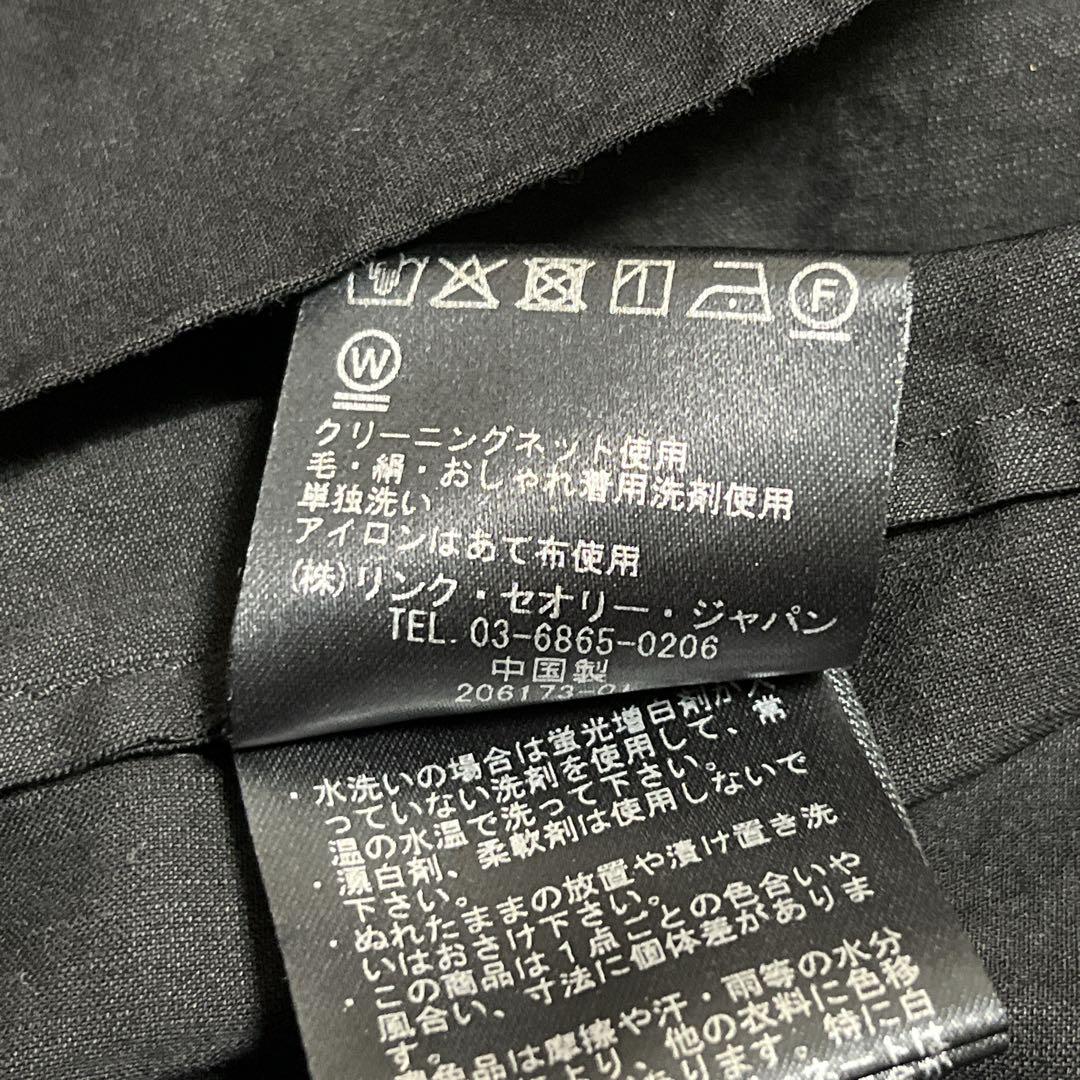 F
W
クリーニングネット使用
毛・絹・おしゃれ着用洗剤使用
単独洗い
アイロンはあて布使用
(株)リンク・セオリー・ジャパン
TEL. 03-6865-0206
中国製
206173-
・水洗いの場合は蛍光増白剤が入
っていない洗剤を使用して、常
温の水温で洗って下さい。
・漂白剤、柔軟剤は使用しないで
下さい。
・ぬれたままの放置や漬け置き洗
いはおさけ下さい。
・この商品は1点ごとの色合いや
風合い、寸法に個体差がありま
す。
色品は摩擦や汗・雨等の水分
により、他の衣料に色移
ります。特に白